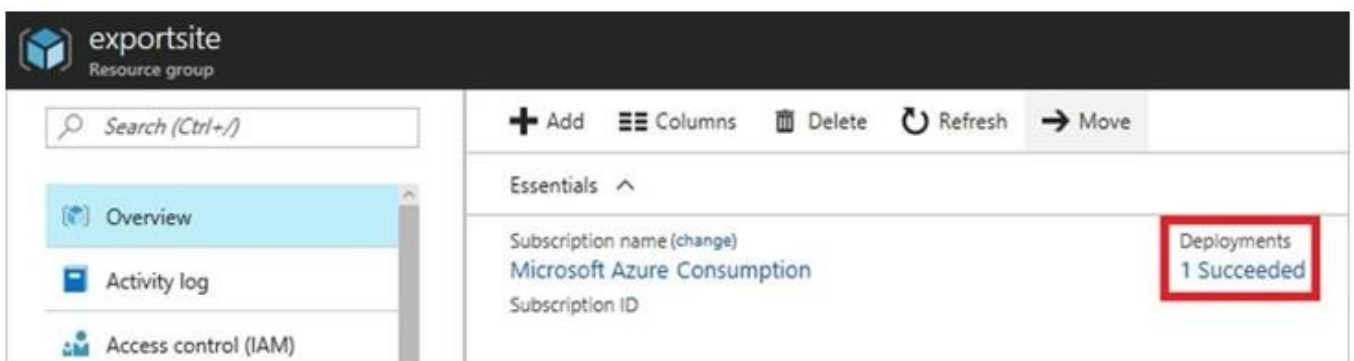 exportsite
Resource group
Search (Ctrl+/)
Add Columns Delete Refresh Move
Essentials
Overview
Subscription name (change) Deployments
Microsoft Azure Consumption 1 Succeeded
Activity log
Subscription ID
Access control (IAM)